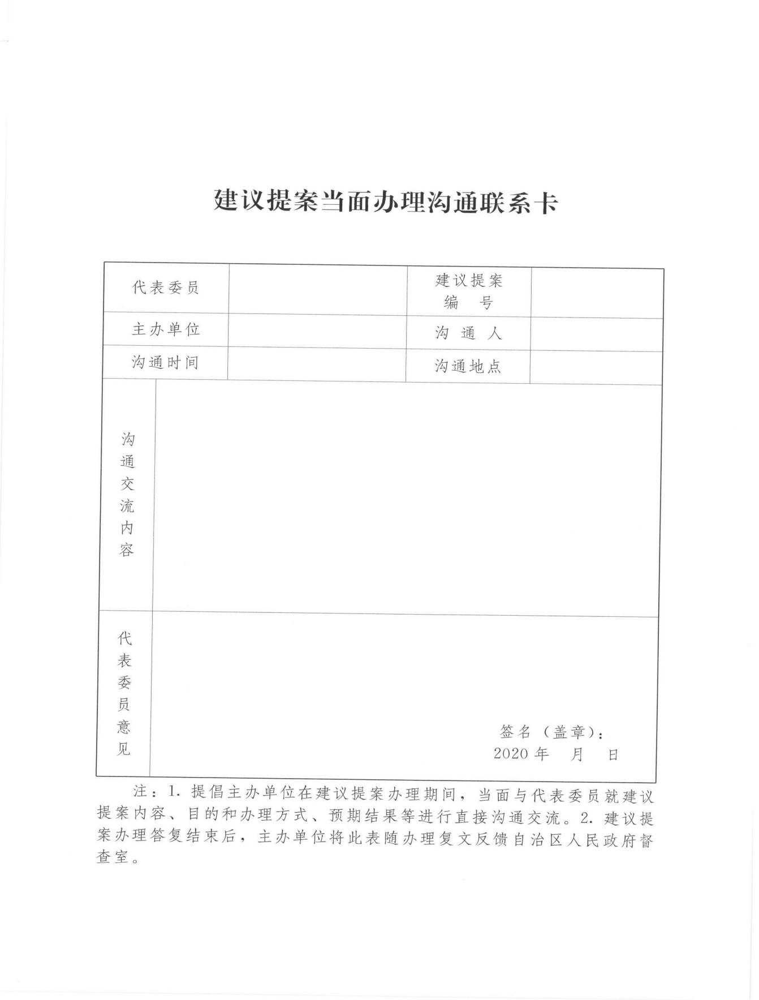 建议提案当面办理沟通联系卡
代表委员
建议提案
编 号
主办单位
沟 通 人
沟通时间
沟通地点
沟
通
交
流
内
容
代
表
委
员
意
见
签名（盖章）：
2020 年 月 日
注：1. 提倡主办单位在建议提案办理期间，当面与代表委员就建议
提案内容、目的和办理方式、预期结果等进行直接沟通交流。2. 建议提
案办理答复结束后，主办单位将此表随办理复文反馈自治区人民政府督
查室。